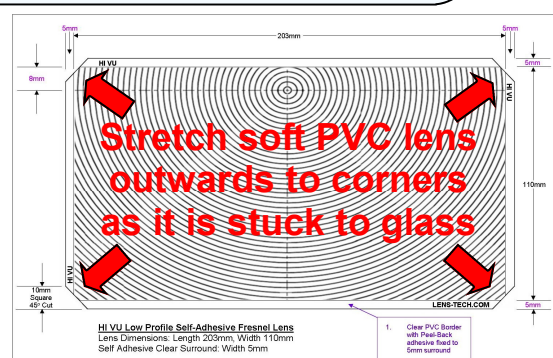 5mm
203mm
5mm
HI VU
5mm
8mm
HI VU
Stretch soft PVC lens
outwards to corners
as it is stuck to glass
110mm
HI VU
10mm
Square
45º Cut
LENS-TECH.COM
5mm
HI VU Low Profile Self-Adhesive Fresnel Lens
Lens Dimensions: Length 203mm, Width 110mm
Self Adhesive Clear Surround: Width 5mm
1. Clear PVC Border
with Peel-Back
adhesive fixed to
5mm surround